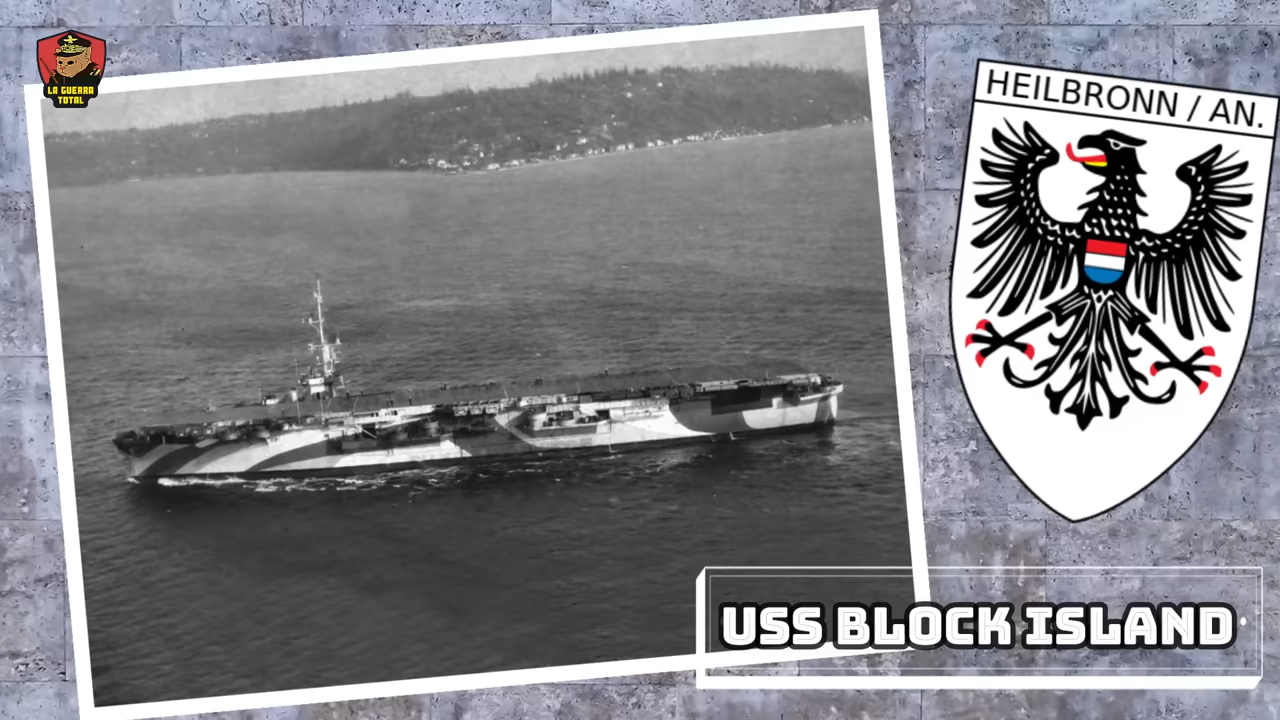 LA GUERRA
TOTAL
HEILBRONN / AN.
USS BLOCK ISLAND